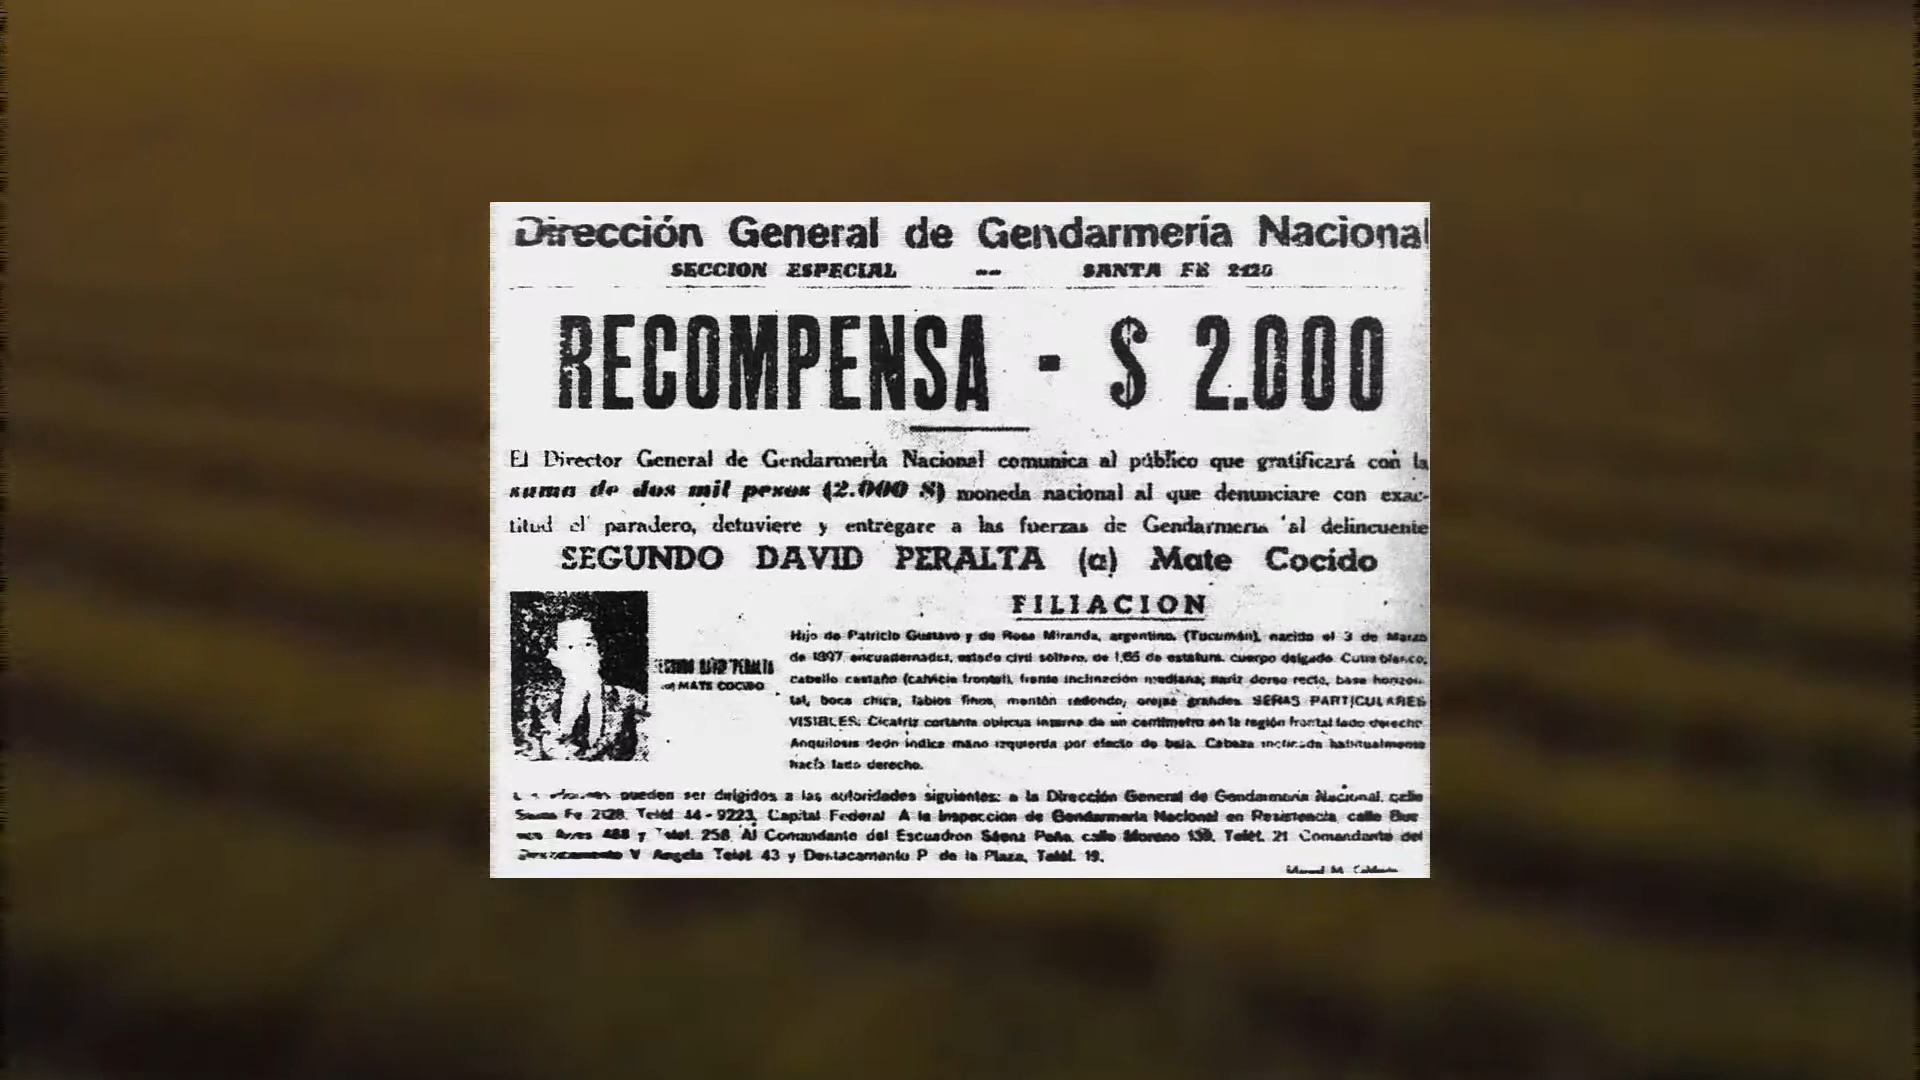 Dirección General de Gendarmería Nacional
SECCION ESPECIAL -- SANTA FE
RECOMPENSA - $ 2.000
El Director General de Gendarmería Nacional comunica al público que gratificará con la
suma de dos mil pesos (2.000 $) moneda nacional al que denunciare con exac-
titud el paradero, detuviere y entregare a las fuerzas de Gendarmería al delincuente
SEGUNDO DAVID PERALTA (a) Mate Cocido
FILIACION
Hijo de Patricio Gustavo y de Rosa Miranda, argentino, (Tucumán), nacido el 3 de Marzo
de 1897, estado civil soltero, de 1,65 de estatura, cuerpo delgado. Cutis blanco,
cabello castaño (calvicie frontal), frente inclinación mediana; nariz dorso recto, base horizon-
tal, boca chica, labios finos, mentón redondo, orejas grandes. SEÑAS PARTICULARES
VISIBLES: Cicatriz cortante oblicua interna de un centímetro en la región frontal lado derecho
Anquilosis dedo índice mano izquierda por efecto de bala. Cabeza inclinada habitualmente
hacia lado derecho.
SEGUNDO DAVID PERALTA
(a) MATE COCIDO
pueden ser dirigidos a las autoridades siguientes: a la Dirección General de Gendarmería Nacional, calle
Santa Fe 2128, Teléf. 44-9223, Capital Federal. A la Inspección de Gendarmería Nacional en Resistencia, calle Bue-
nos Aires 488 y Telef. 258. Al Comandante del Escuadron Sáenz Peña, calle Moreno 139, Teléf. 21 Comandante del
Destacamento V Angela Telef. 43 y Destacamento P. de la Plaza, Teléf. 19.